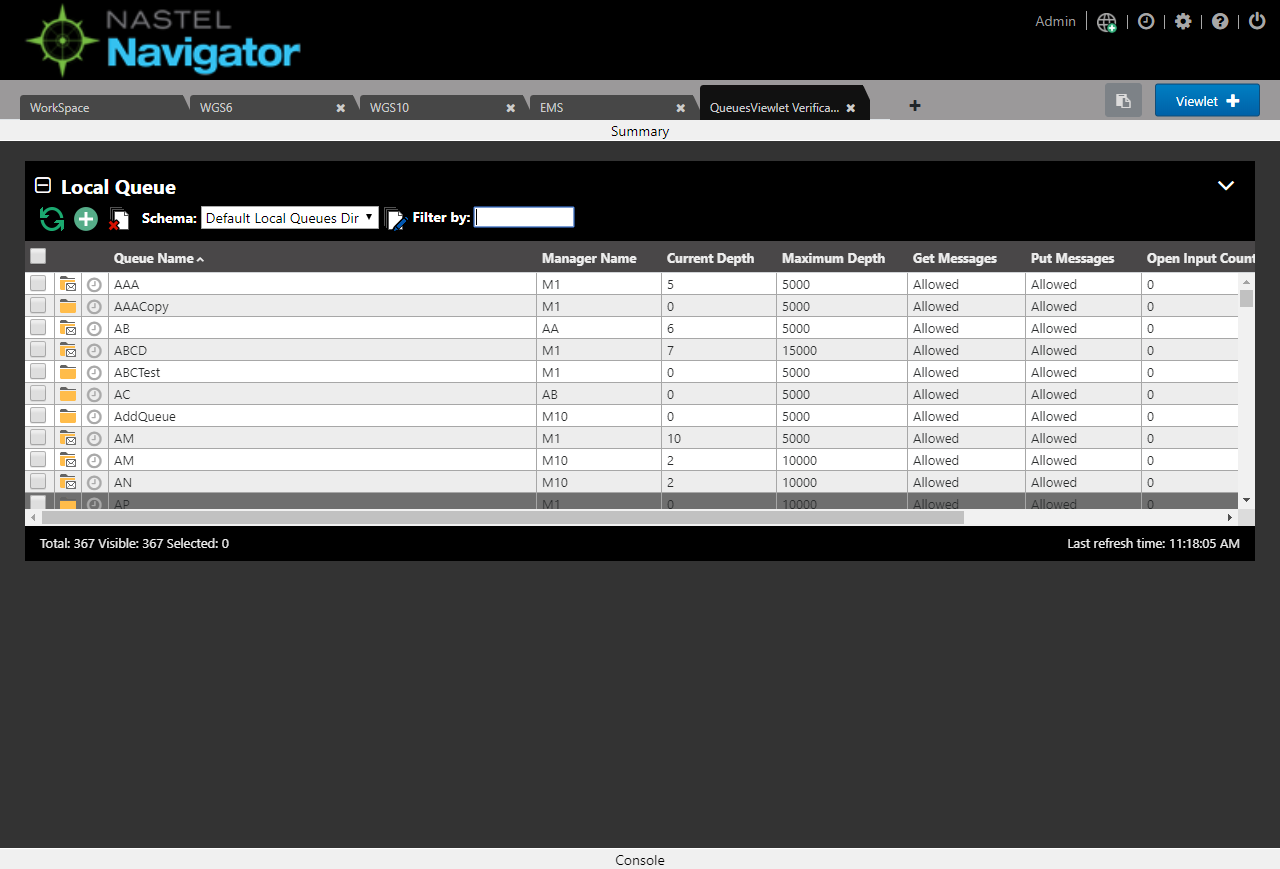 NASTEL
Navigator
Admin
WorkSpace WGS6 WGS10 EMS QueuesViewlet Verifica... Viewlet
Summary
Local Queue
Schema: Default Local Queues Dir Filter by:
Queue Name Manager Name Current Depth Maximum Depth Get Messages Put Messages Open Input Count
AAA M1 5 5000 Allowed Allowed 0
AAACopy M1 0 5000 Allowed Allowed 0
AB AA 6 5000 Allowed Allowed 0
ABCD M1 7 15000 Allowed Allowed 0
ABCTest M1 0 5000 Allowed Allowed 0
AC AB 0 5000 Allowed Allowed 0
AddQueue M10 0 5000 Allowed Allowed 0
AM M1 10 5000 Allowed Allowed 0
AM M10 2 10000 Allowed Allowed 0
AN M10 2 10000 Allowed Allowed 0
AP M1 0 10000 Allowed Allowed 0
Total: 367 Visible: 367 Selected: 0 Last refresh time: 11:18:05 AM
Console